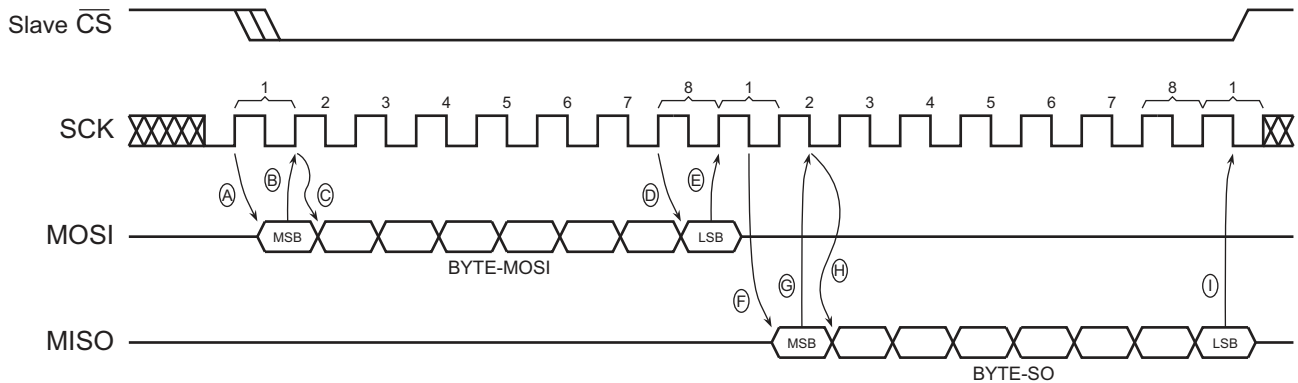 Slave CS
1 8 1 8 1
2 3 4 5 6 7 2 3 4 5 6 7
SCK
A B C D E
MOSI MSB LSB
BYTE-MOSI
F G H I
MISO MSB LSB
BYTE-SO